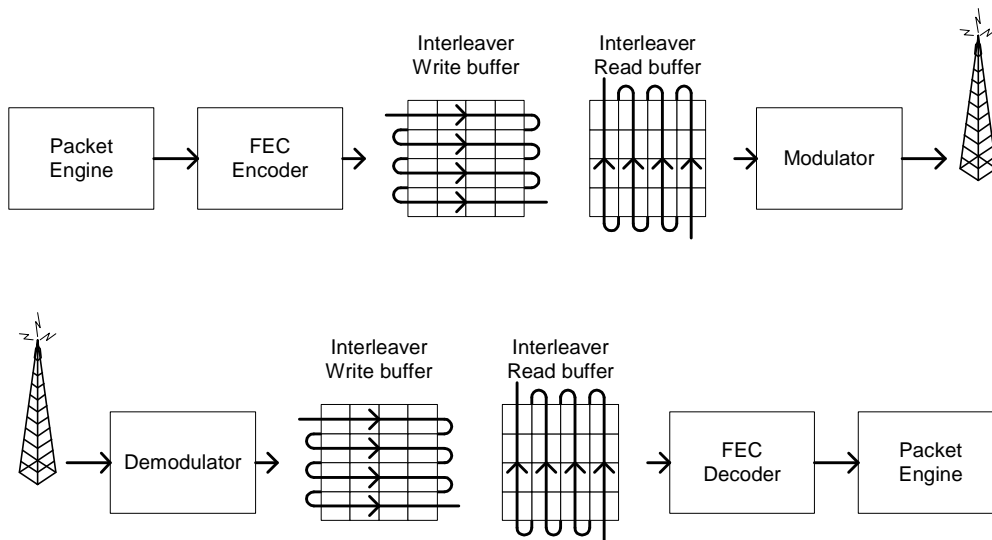 Interleaver
Write buffer
Interleaver
Read buffer
Packet
Engine
FEC
Encoder
Modulator
Interleaver
Write buffer
Interleaver
Read buffer
Demodulator
FEC
Decoder
Packet
Engine